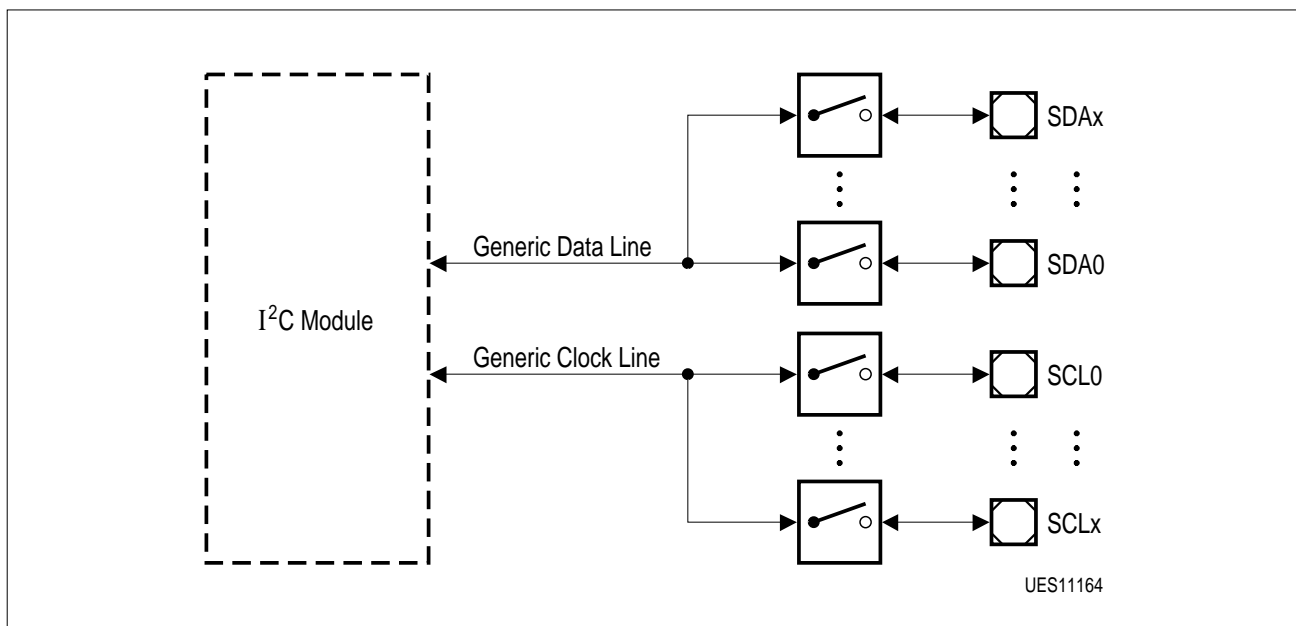 SDAx
Generic Data Line
SDA0
I²C Module
Generic Clock Line
SCL0
SCLx
UES11164